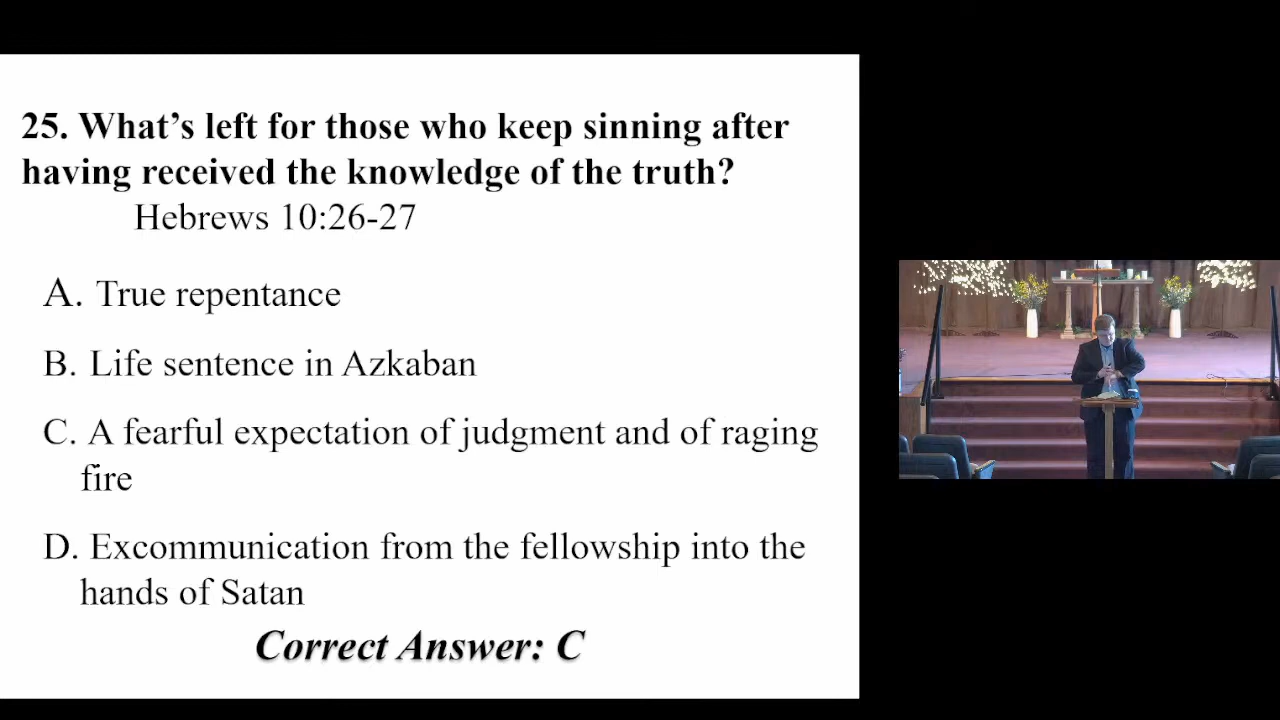 25. What’s left for those who keep sinning after
having received the knowledge of the truth?
Hebrews 10:26-27
A. True repentance
B. Life sentence in Azkaban
C. A fearful expectation of judgment and of raging
fire
D. Excommunication from the fellowship into the
hands of Satan
Correct Answer: C